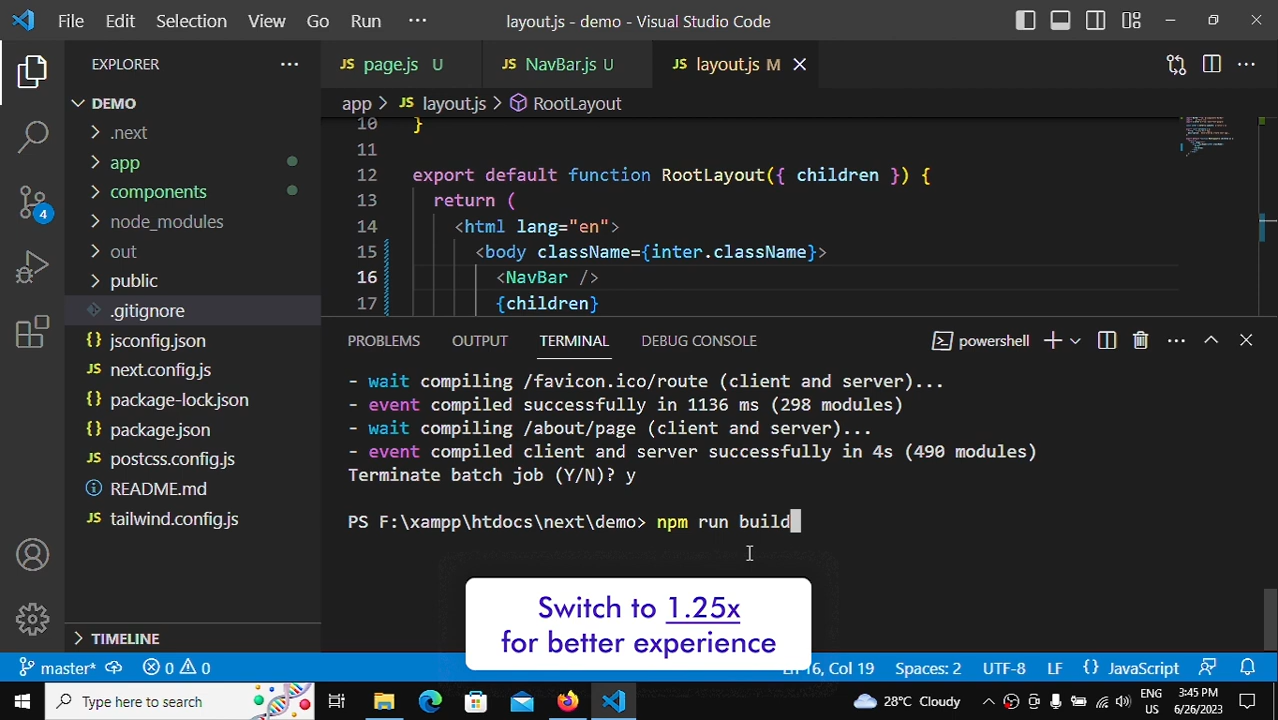 File Edit Selection View Go Run ··· layout.js - demo - Visual Studio Code
EXPLORER ···
JS page.js U JS NavBar.js U JS layout.js M
DEMO
app > JS layout.js > RootLayout
.next
app
components
node_modules
out
public
.gitignore
{} jsconfig.json
JS next.config.js
{} package-lock.json
{} package.json
JS postcss.config.js
README.md
JS tailwind.config.js
TIMELINE
4
10 }
11
12 export default function RootLayout({ children }) {
13 return (
14 <html lang="en">
15 <body className={inter.className}>
16 <NavBar />
17 {children}
PROBLEMS OUTPUT TERMINAL DEBUG CONSOLE powershell
- wait compiling /favicon.ico/route (client and server)...
- event compiled successfully in 1136 ms (298 modules)
- wait compiling /about/page (client and server)...
- event compiled client and server successfully in 4s (490 modules)
Terminate batch job (Y/N)? y
PS F:\xampp\htdocs\next\demo> npm run build
Switch to 1.25x
for better experience
master* 0 0 16, Col 19 Spaces: 2 UTF-8 LF {} JavaScript
Type here to search 28°C Cloudy ENG US 3:45 PM 6/26/2023